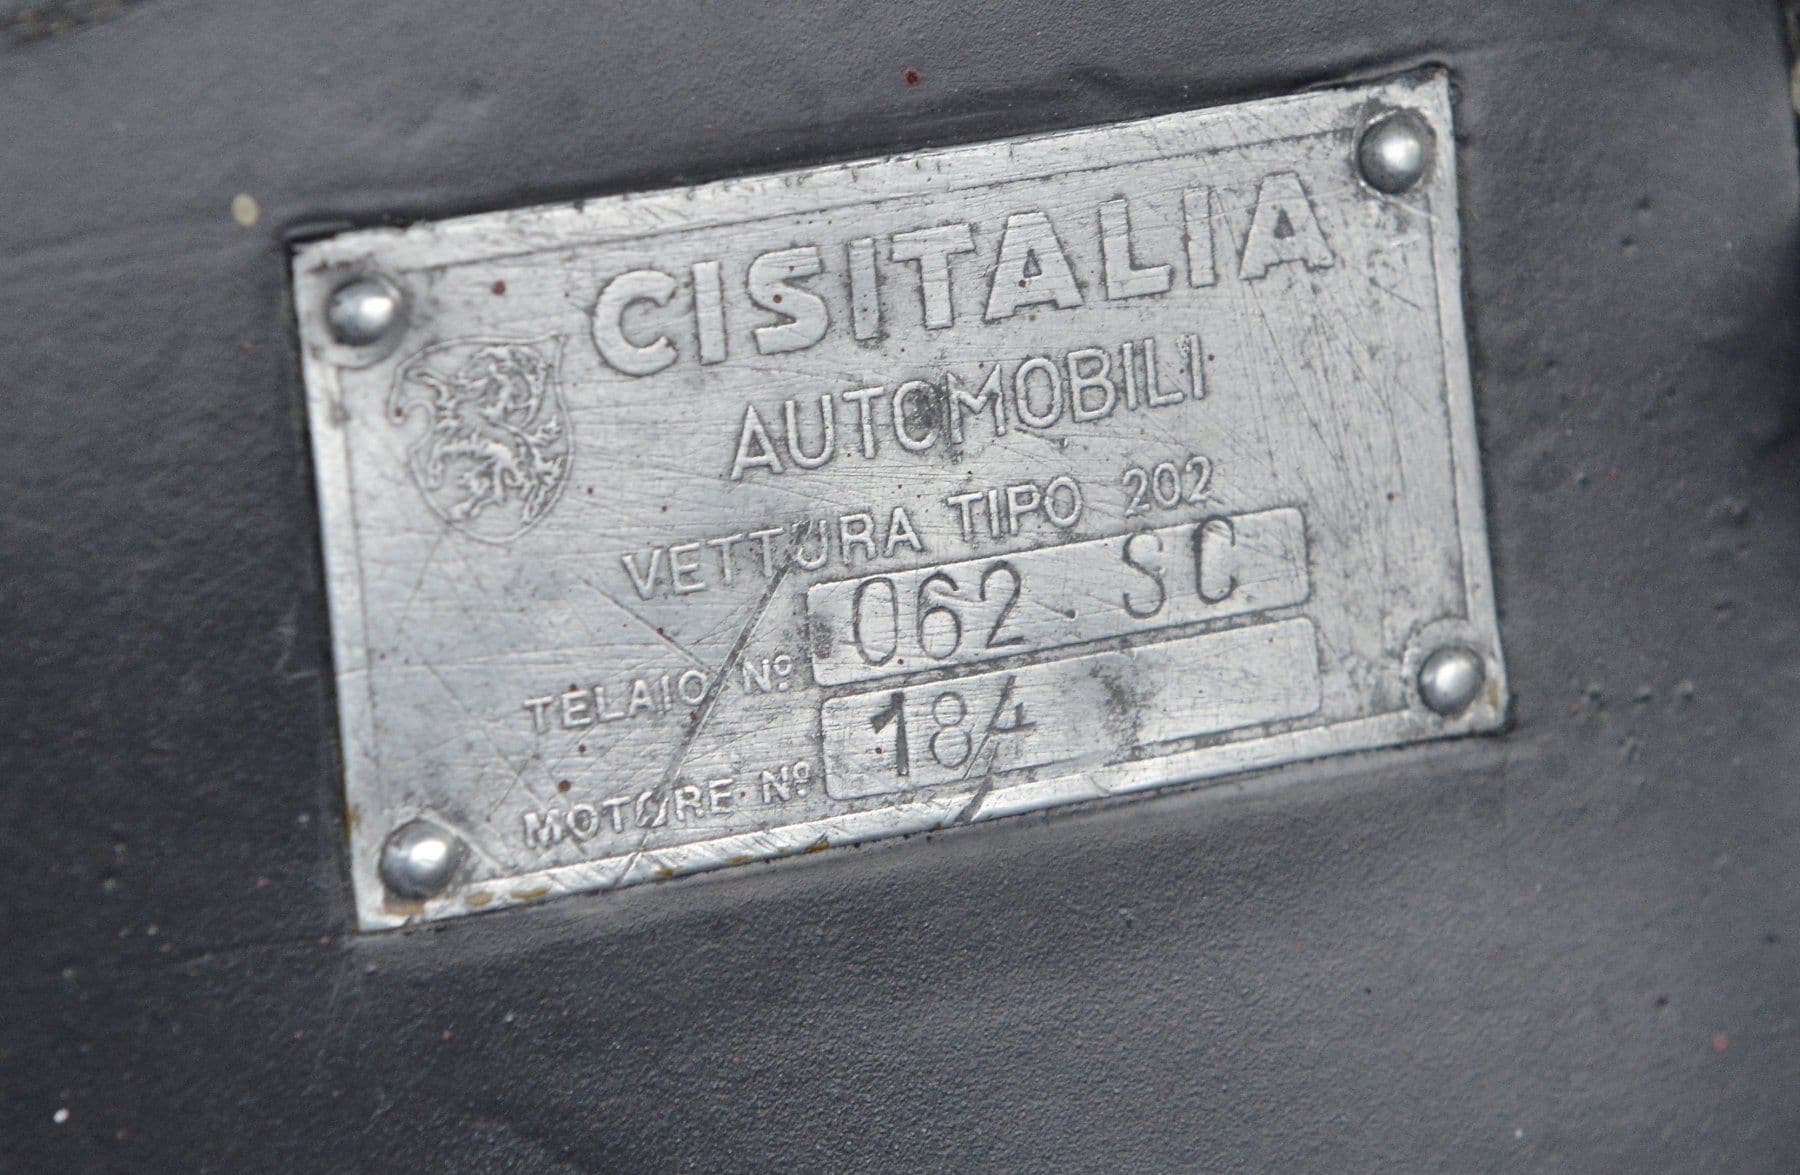 CISITALIA
AUTOMOBILI
VETTURA TIPO 202
TELAIO Nº 062.SC
MOTORE Nº 184